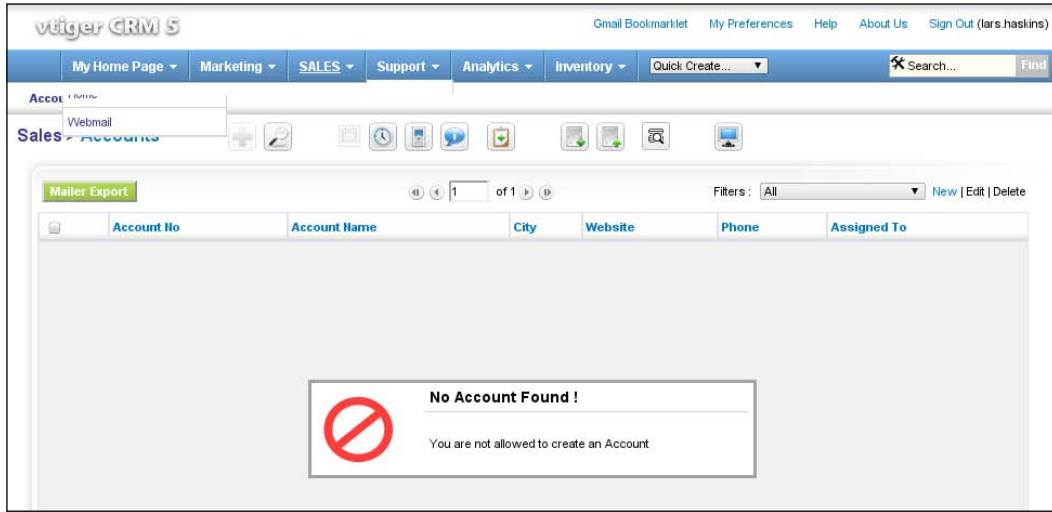 vtiger CRM 5
Gmail Bookmarklet My Preferences Help About Us Sign Out (lars.haskins)
My Home Page Marketing SALES Support Analytics Inventory Quick Create... Search... Find
Home
Webmail
Sales > Accounts
Mailer Export 1 of 1 Filters : All New | Edit | Delete
Account No Account Name City Website Phone Assigned To
No Account Found !
You are not allowed to create an Account